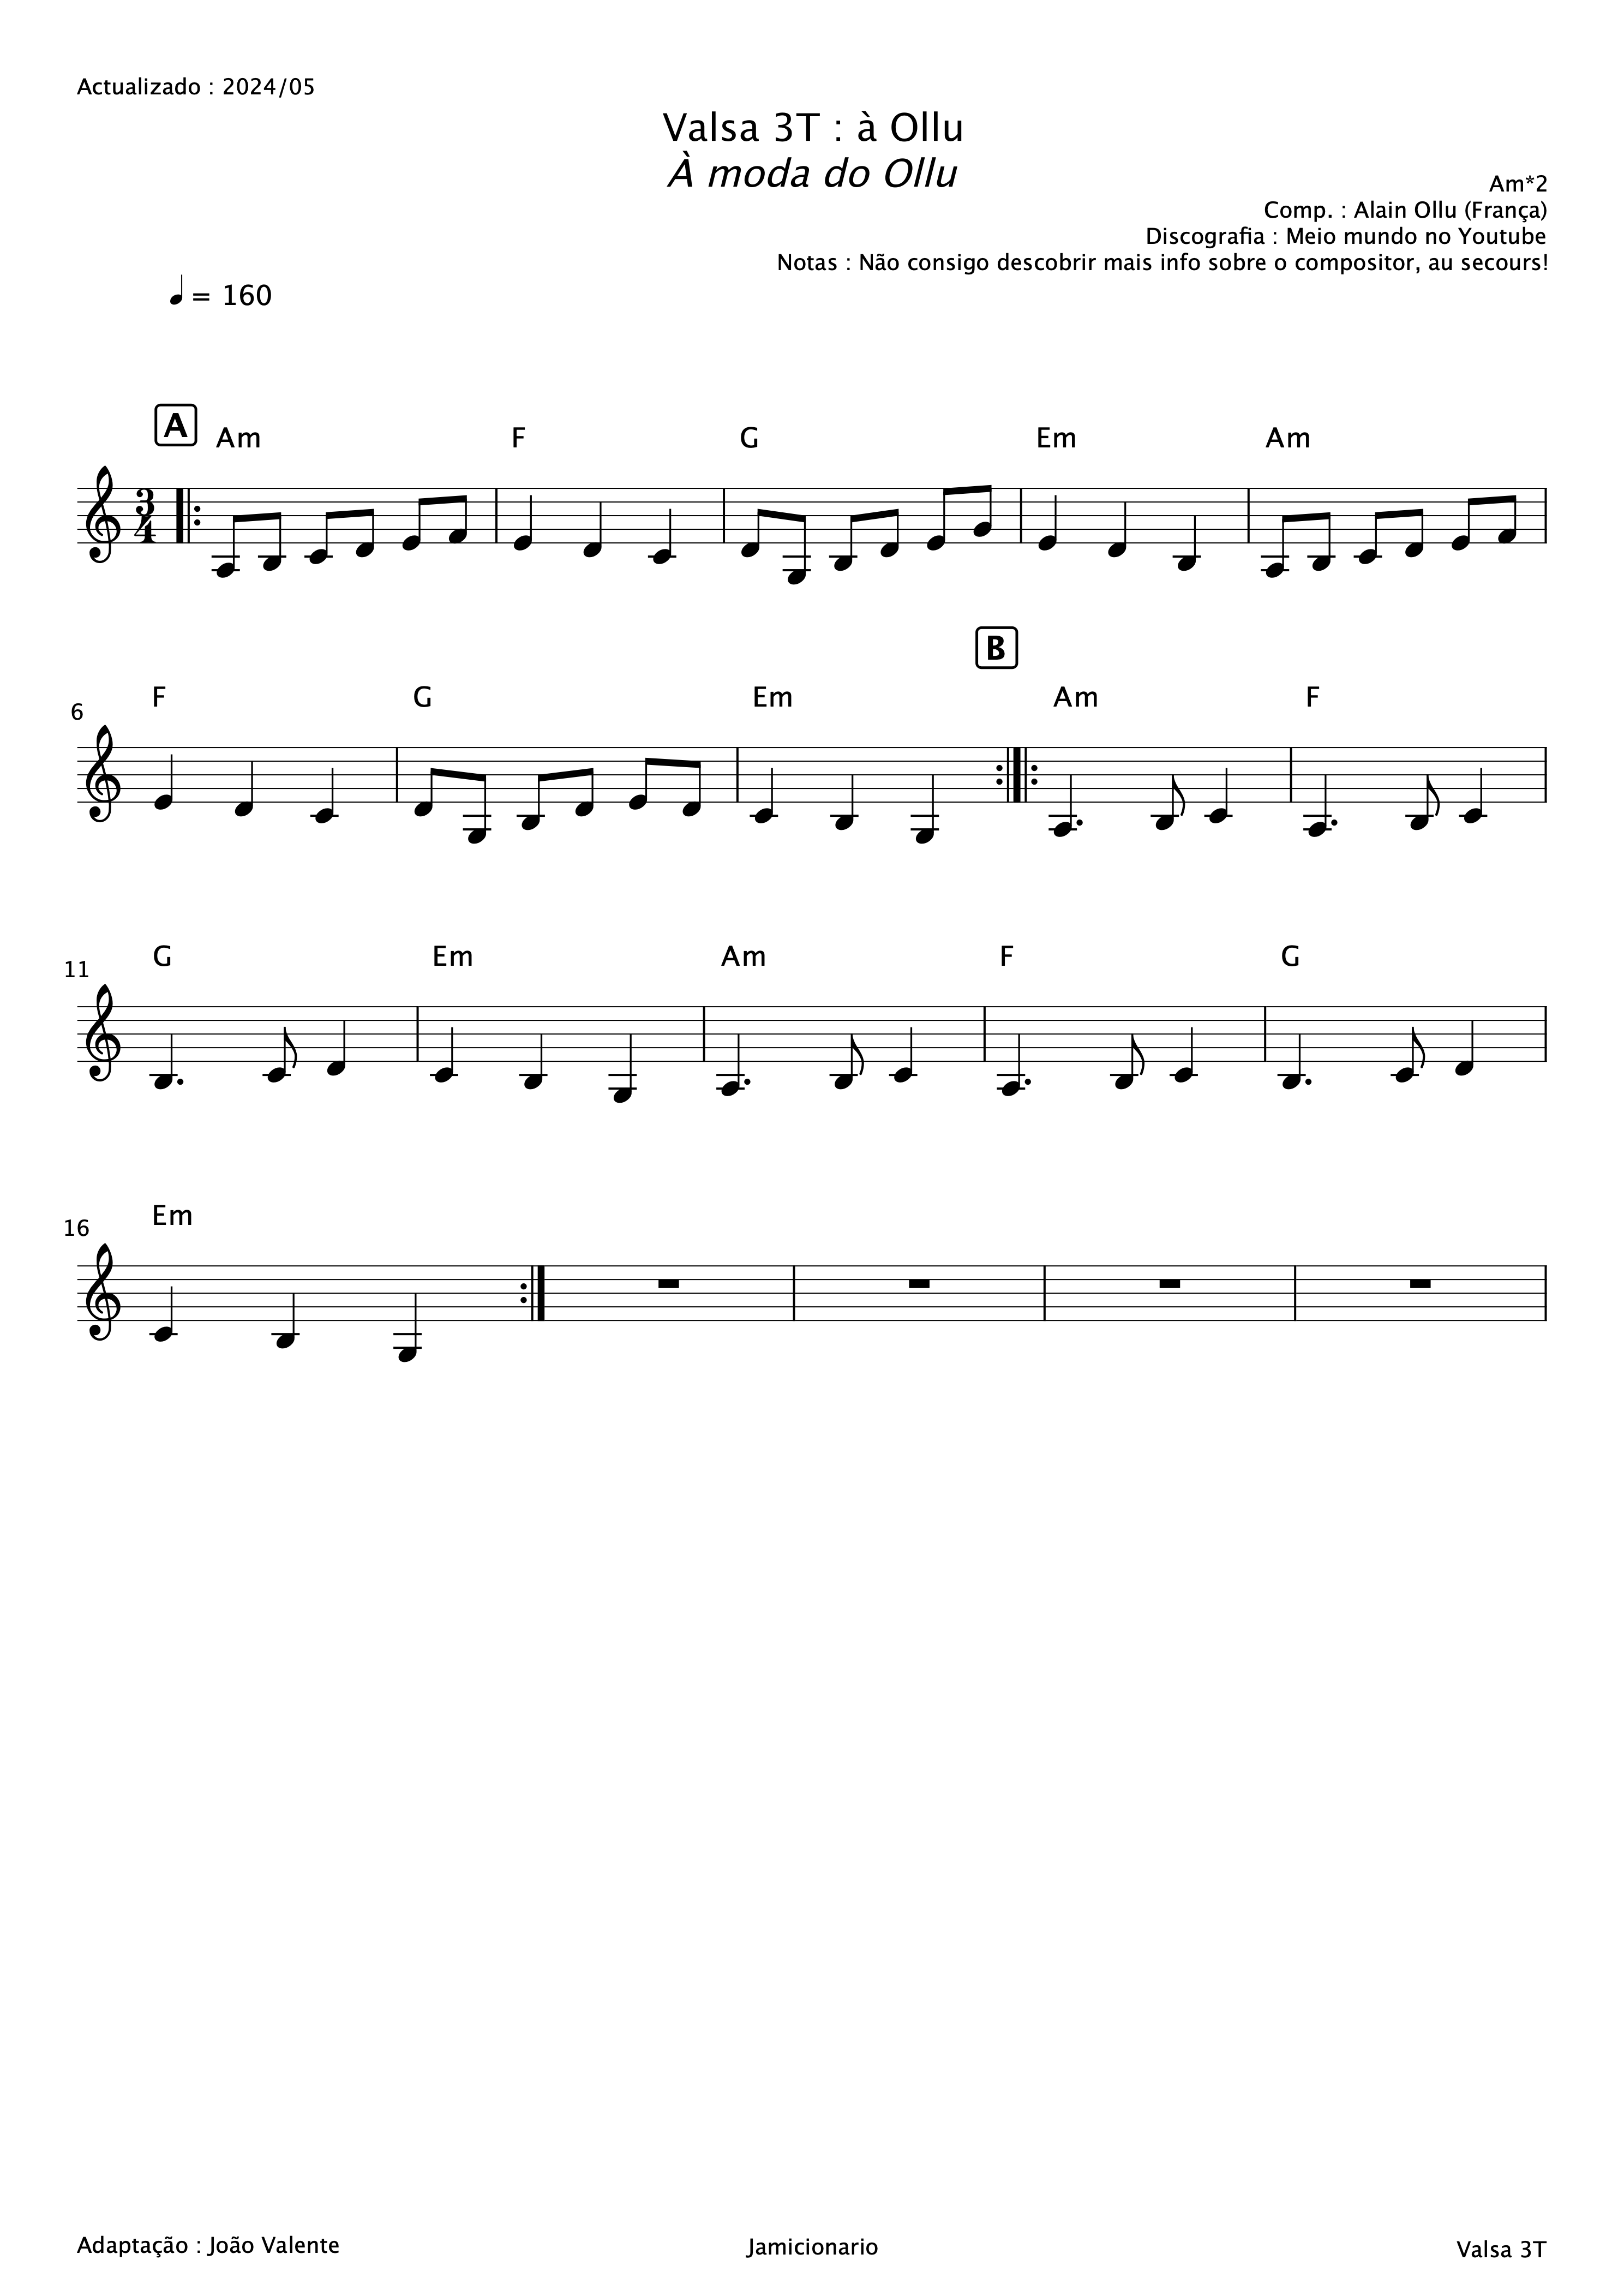 Actualizado : 2024/05
Valsa 3T : à Ollu
À moda do Ollu
Am*2
Comp. : Alain Ollu (França)
Discografia : Meio mundo no Youtube
Notas : Não consigo descobrir mais info sobre o compositor, au secours!
= 160
A
Am F G Em Am
3
4
B
6 F G Em Am F
11 G Em Am F G
16 Em
Adaptação : João Valente
Jamicionario
Valsa 3T